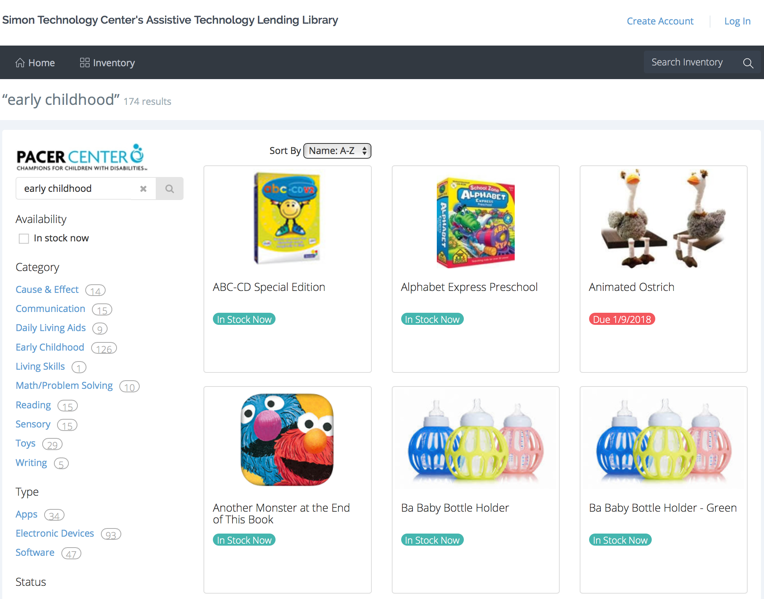 Simon Technology Center's Assistive Technology Lending Library
Create Account
Log In
Home
Inventory
Search Inventory
“early childhood” 174 results
PACER CENTER
CHAMPIONS FOR CHILDREN WITH DISABILITIES
early childhood
Availability
In stock now
Category
Cause & Effect 14
Communication 15
Daily Living Aids 9
Early Childhood 126
Living Skills 1
Math/Problem Solving 10
Reading 15
Sensory 15
Toys 29
Writing 5
Type
Apps 34
Electronic Devices 93
Software 47
Status
Sort By Name: A-Z
abc-CD
ABC-CD Special Edition
In Stock Now
School Zone
ALPHABET
EXPRESS
ALPHABET
Alphabet Express Preschool
In Stock Now
Animated Ostrich
Due 1/9/2018
Another Monster at the End
of This Book
In Stock Now
Ba Baby Bottle Holder
In Stock Now
Ba Baby Bottle Holder - Green
In Stock Now